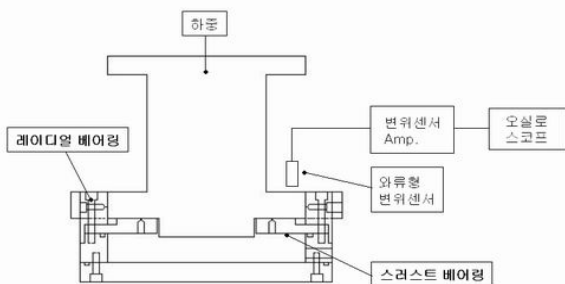 하중
레이디얼 베어링
변위센서
Amp.
오실로
스코프
와류형
변위센서
스러스트 베어링